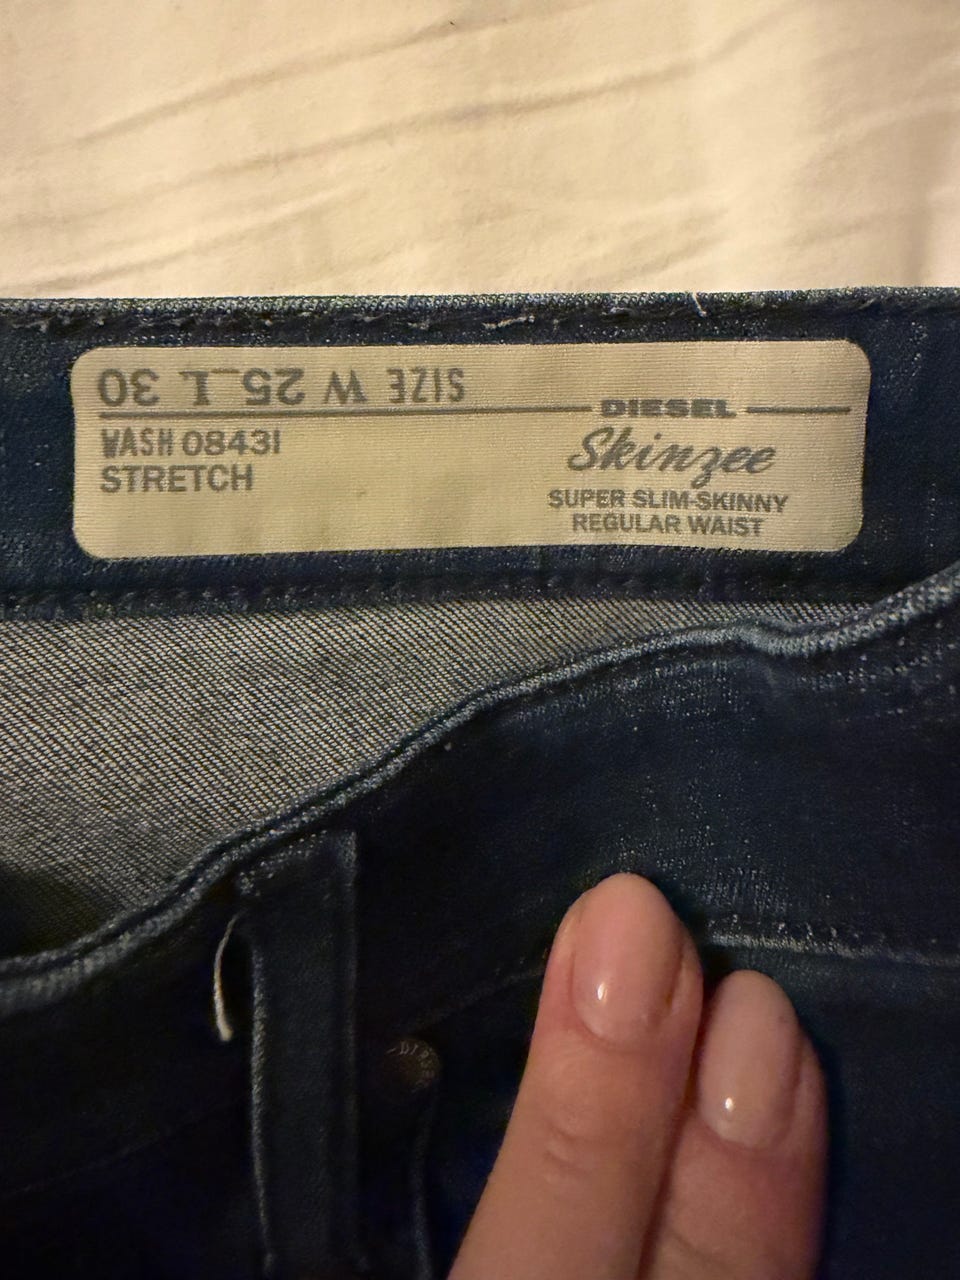 SIZE W 25 L 30
DIESEL
Skinzee
SUPER SLIM-SKINNY
REGULAR WAIST
WASH 0843I
STRETCH